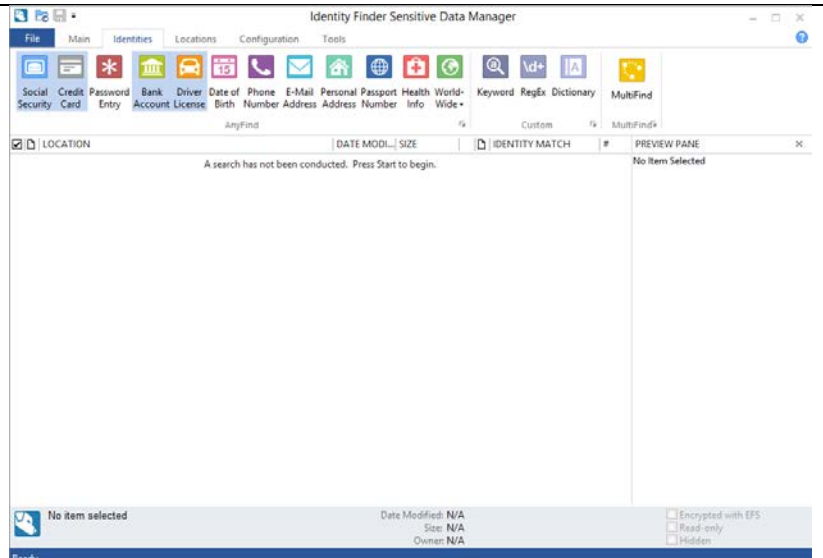 Identity Finder Sensitive Data Manager
File Main Identities Locations Configuration Tools
15 \d+ A
Social Security Credit Card Password Entry Bank Account Driver License Date of Birth Phone Number E-Mail Address Personal Address Passport Number Health Info World-Wide Keyword RegEx Dictionary MultiFind
AnyFind Custom MultiFind
LOCATION DATE MODI... SIZE IDENTITY MATCH # PREVIEW PANE
A search has not been conducted. Press Start to begin. No Item Selected
No item selected Date Modified: N/A Encrypted with EFS
Size: N/A Read-only
Owner: N/A Hidden
Ready